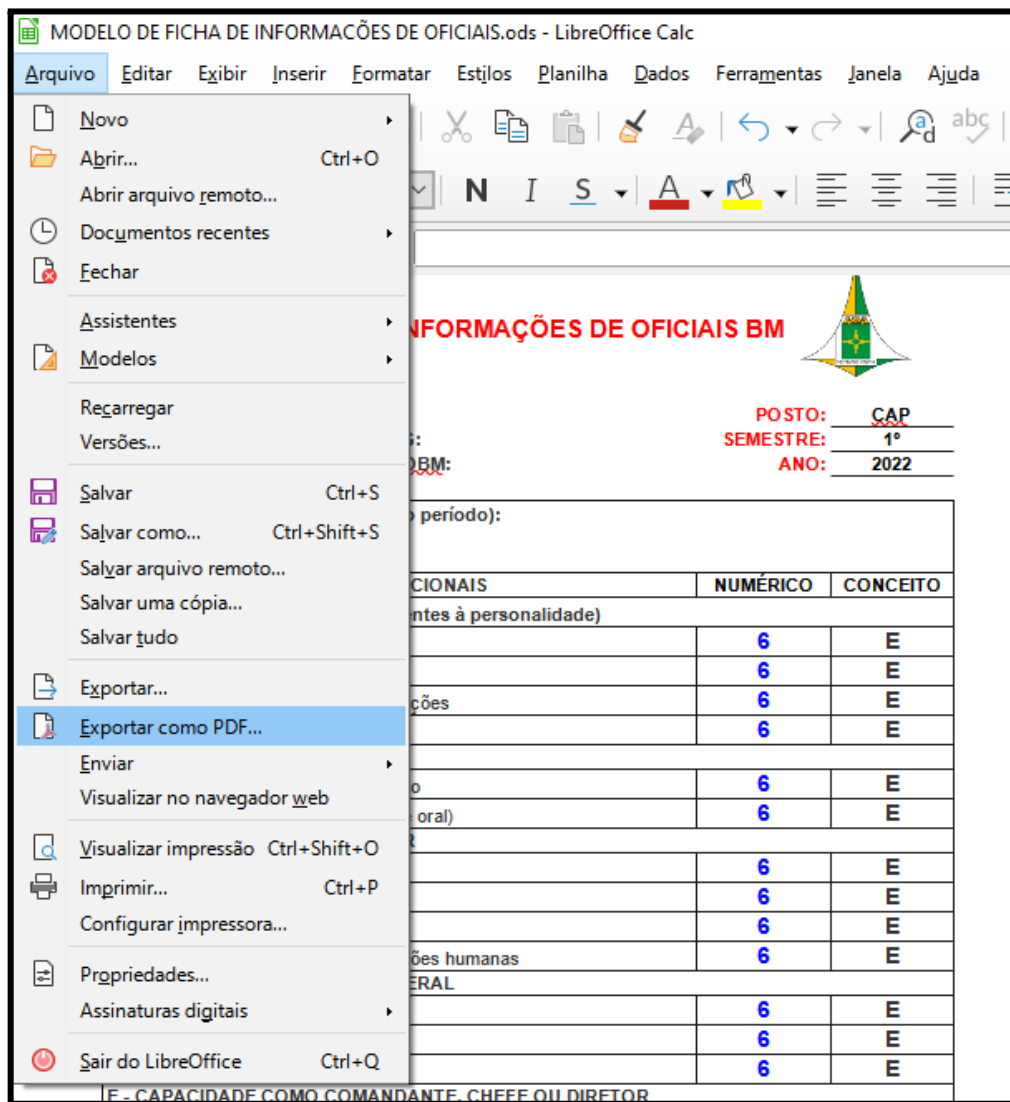 MODELO DE FICHA DE INFORMACÕES DE OFICIAIS.ods - LibreOffice Calc
Arquivo Editar Exibir Inserir Formatar Estilos Planilha Dados Ferramentas Janela Ajuda
Novo
Abrir... Ctrl+O
Abrir arquivo remoto...
Documentos recentes
Fechar
Assistentes
Modelos
Recarregar
Versões...
Salvar Ctrl+S
Salvar como... Ctrl+Shift+S
Salvar arquivo remoto...
Salvar uma cópia...
Salvar tudo
Exportar...
Exportar como PDF...
Enviar
Visualizar no navegador web
Visualizar impressão Ctrl+Shift+O
Imprimir... Ctrl+P
Configurar impressora...
Propriedades...
Assinaturas digitais
Sair do LibreOffice Ctrl+Q
a d abc
N I S A
NFORMAÇÕES DE OFICIAIS BM
POSTO: CAP
G: SEMESTRE: 1º
OBM: ANO: 2022
o período):
CIONAIS NUMÉRICO CONCEITO
entes à personalidade)
6 E
6 E
ções 6 E
6 E
o 6 E
e oral) 6 E
R
6 E
6 E
6 E
ões humanas 6 E
ERAL
6 E
6 E
6 E
E - CAPACIDADE COMO COMANDANTE, CHEFE OU DIRETOR